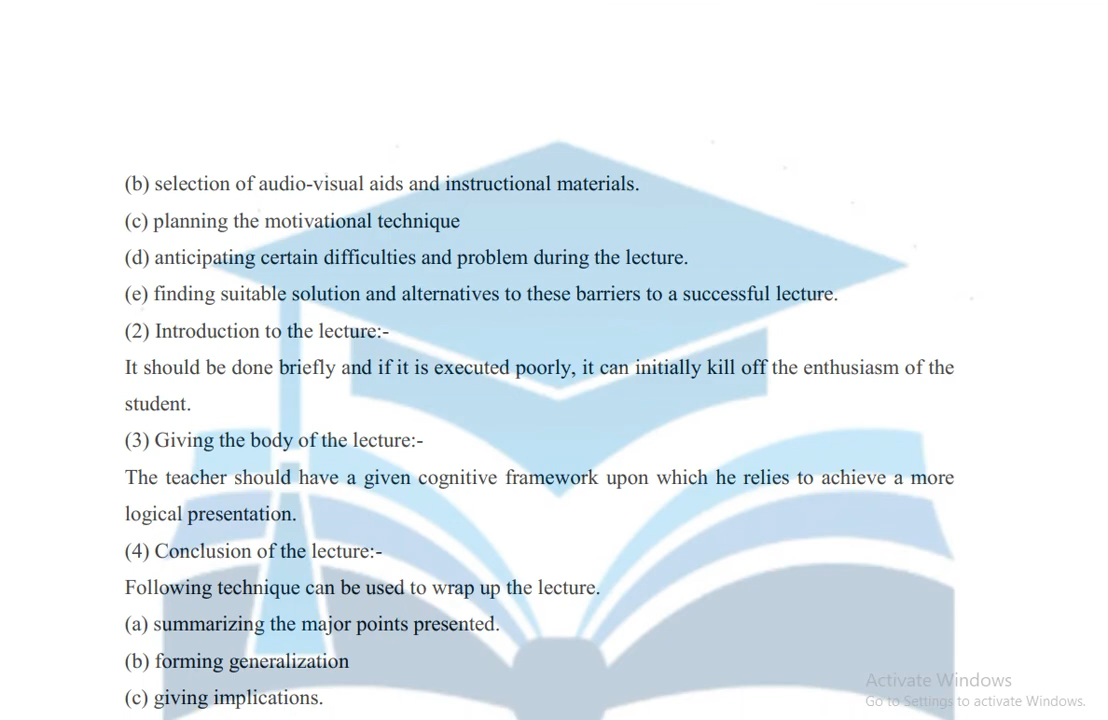 (b) selection of audio-visual aids and instructional materials.
(c) planning the motivational technique
(d) anticipating certain difficulties and problem during the lecture.
(e) finding suitable solution and alternatives to these barriers to a successful lecture.
(2) Introduction to the lecture:-
It should be done briefly and if it is executed poorly, it can initially kill off the enthusiasm of the
student.
(3) Giving the body of the lecture:-
The teacher should have a given cognitive framework upon which he relies to achieve a more
logical presentation.
(4) Conclusion of the lecture:-
Following technique can be used to wrap up the lecture.
(a) summarizing the major points presented.
(b) forming generalization
(c) giving implications.
Activate Windows
Go to Settings to activate Windows.